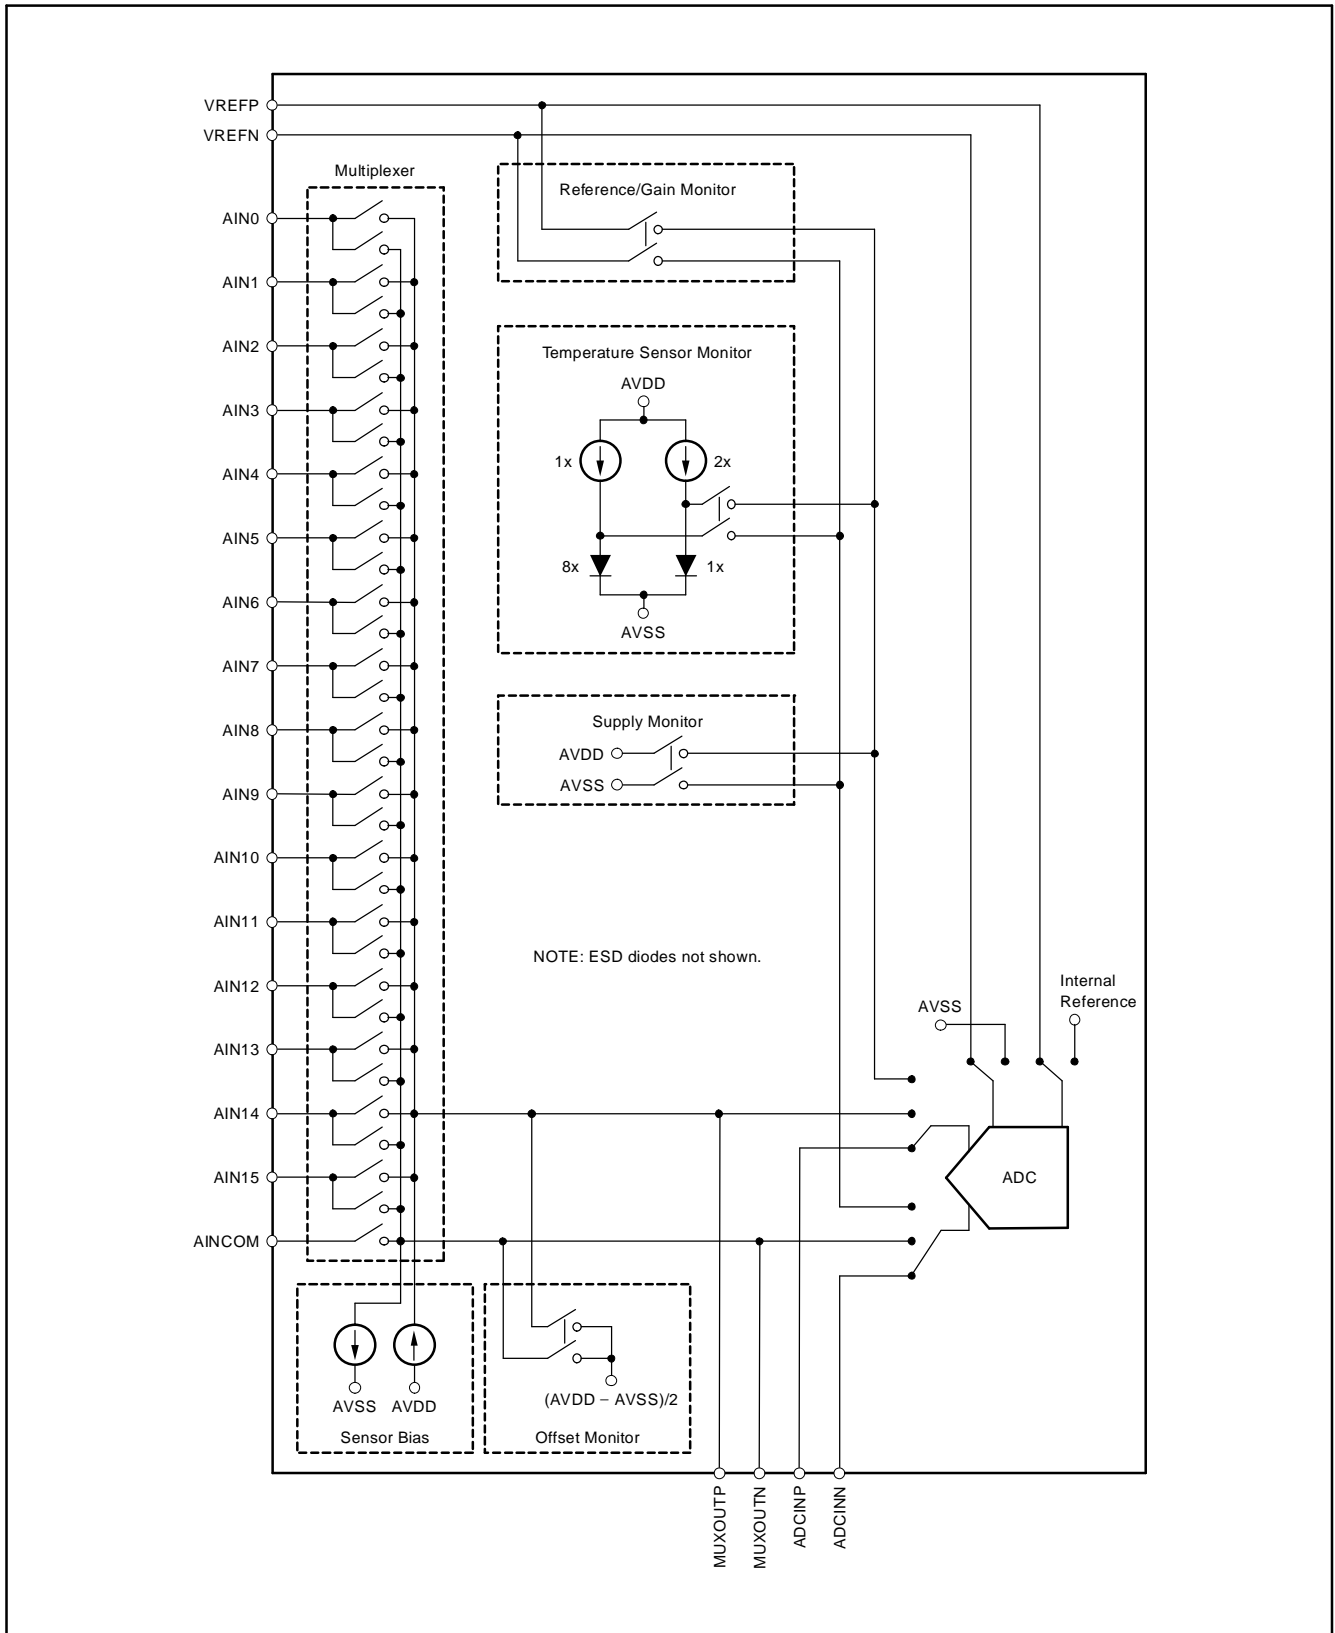 VREFP
VREFN
Multiplexer
Reference/Gain Monitor
AIN0
AIN1
AIN2
AIN3
AIN4
AIN5
AIN6
AIN7
AIN8
AIN9
AIN10
AIN11
AIN12
AIN13
AIN14
AIN15
AINCOM
Temperature Sensor Monitor
AVDD
1x
2x
8x
1x
AVSS
Supply Monitor
AVDD
AVSS
NOTE: ESD diodes not shown.
Internal
Reference
AVSS
ADC
AVSS
AVDD
Sensor Bias
(AVDD − AVSS)/2
Offset Monitor
MUXOUTP
MUXOUTN
ADCINP
ADCINN